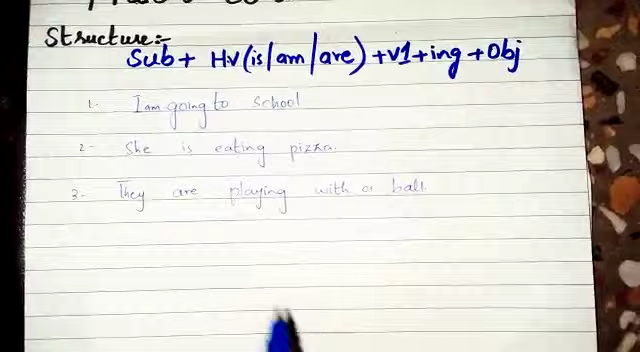 Structure:-
Sub + Hv(is/am/are) + v1 + ing + Obj
1- I am going to school
2- She is eating pizza.
3- They are playing with a ball